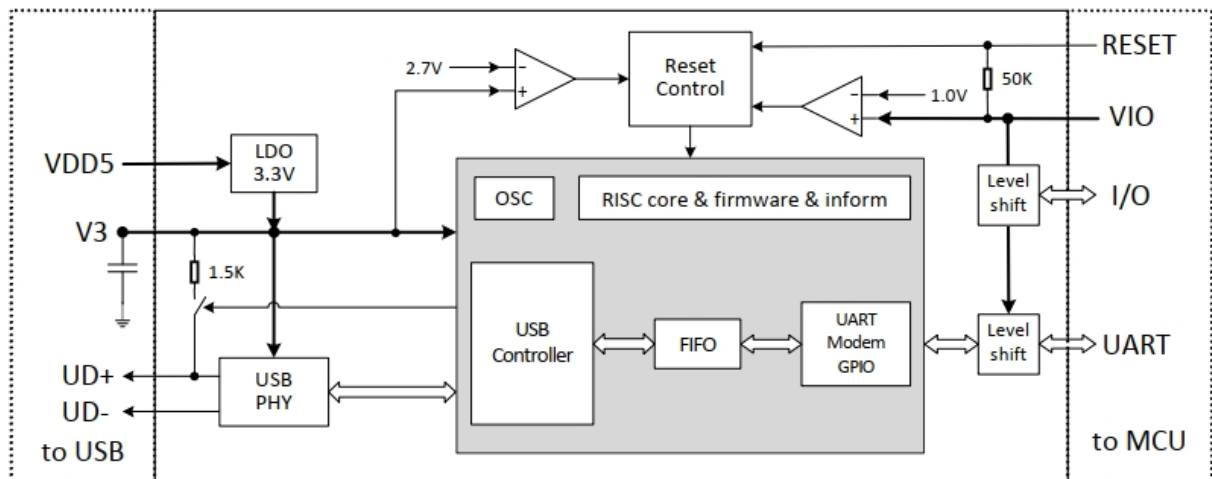 RESET
2.7V
−
+
Reset
Control
−
+
1.0V
50K
VIO
VDD5
LDO
3.3V
OSC
RISC core & firmware & inform
Level
shift
I/O
V3
1.5K
USB
Controller
FIFO
UART
Modem
GPIO
Level
shift
UART
UD+
UD-
USB
PHY
to USB
to MCU